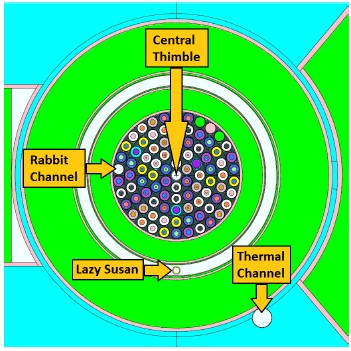 Central
Thimble
Rabbit
Channel
Lazy Susan
Thermal
Channel